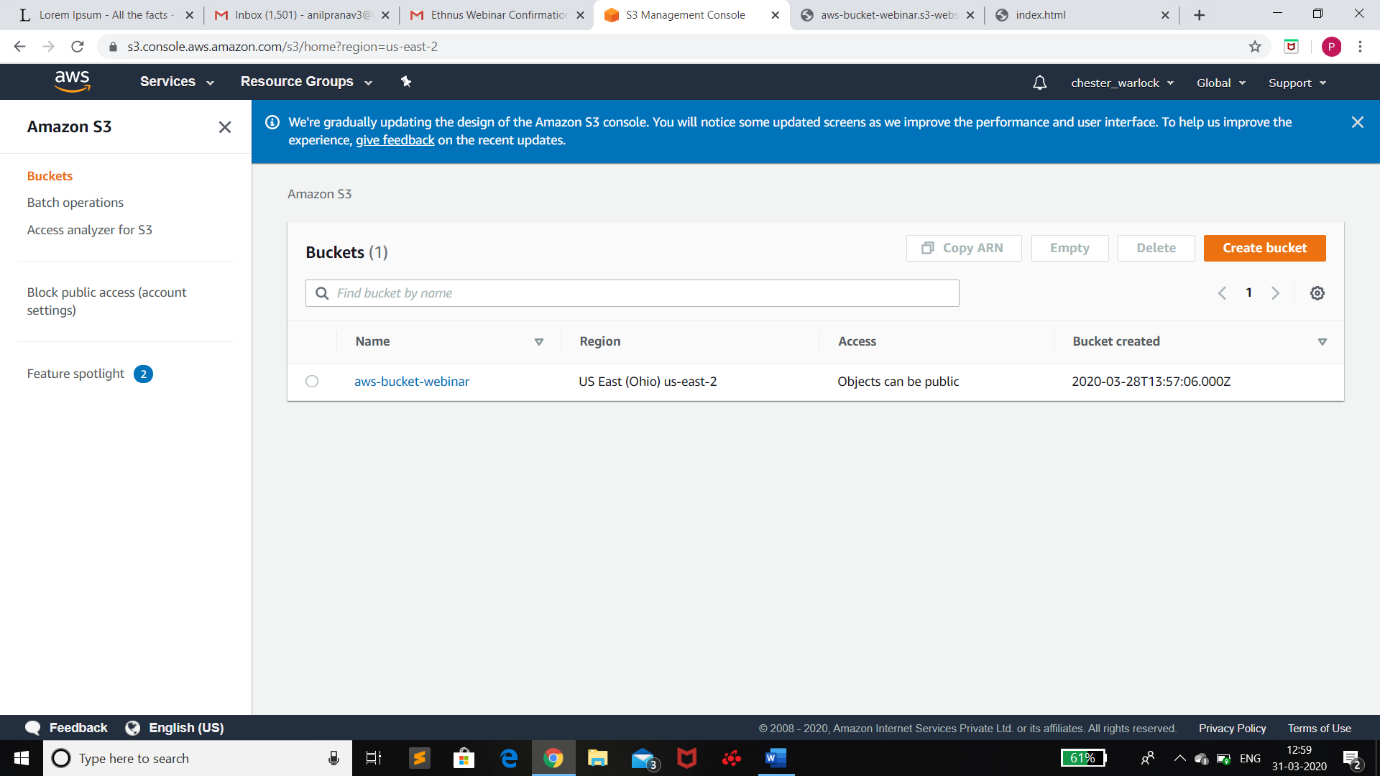 Lorem Ipsum - All the facts -
Inbox (1,501) - anilpranav3@
Ethnus Webinar Confirmation
S3 Management Console
aws-bucket-webinar.s3-webs
index.html
s3.console.aws.amazon.com/s3/home?region=us-east-2
P
aws
Services
Resource Groups
chester_warlock
Global
Support
Amazon S3
Buckets
Batch operations
Access analyzer for S3
Block public access (account
settings)
Feature spotlight 2
We're gradually updating the design of the Amazon S3 console. You will notice some updated screens as we improve the performance and user interface. To help us improve the
experience, give feedback on the recent updates.
Amazon S3
Buckets (1)
Copy ARN
Empty
Delete
Create bucket
Find bucket by name
1
Name Region Access Bucket created
aws-bucket-webinar US East (Ohio) us-east-2 Objects can be public 2020-03-28T13:57:06.000Z
Feedback
English (US)
© 2008 - 2020, Amazon Internet Services Private Ltd. or its affiliates. All rights reserved.
Privacy Policy
Terms of Use
Type here to search
3
61%
ENG
12:59
31-03-2020
2